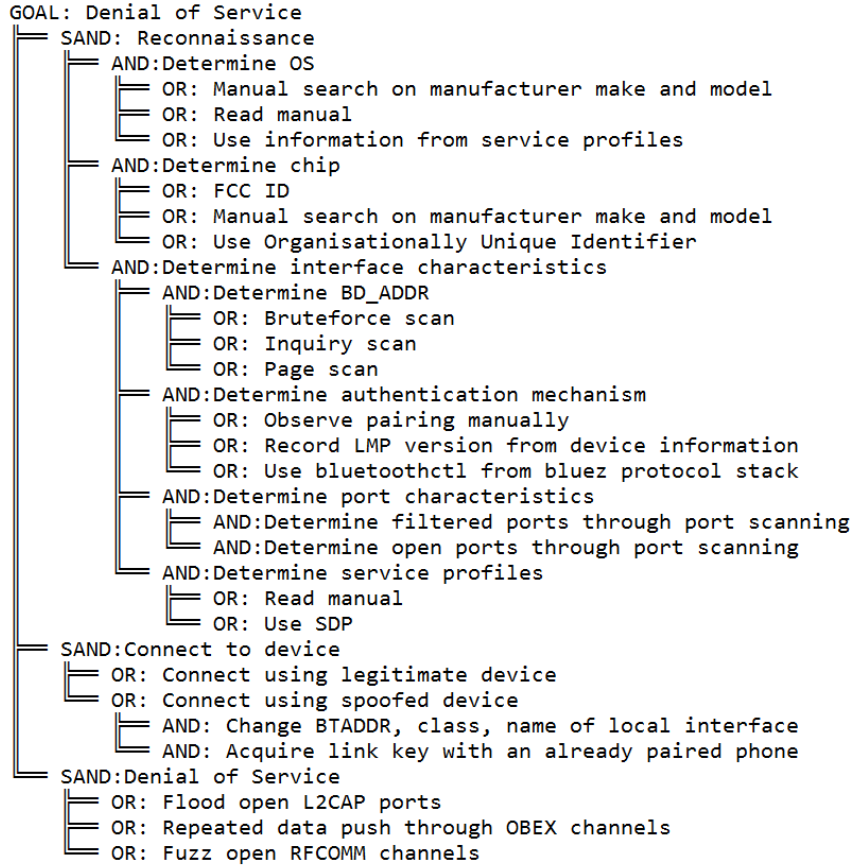 GOAL: Denial of Service
SAND: Reconnaissance
AND:Determine OS
OR: Manual search on manufacturer make and model
OR: Read manual
OR: Use information from service profiles
AND:Determine chip
OR: FCC ID
OR: Manual search on manufacturer make and model
OR: Use Organisationally Unique Identifier
AND:Determine interface characteristics
AND:Determine BD_ADDR
OR: Bruteforce scan
OR: Inquiry scan
OR: Page scan
AND:Determine authentication mechanism
OR: Observe pairing manually
OR: Record LMP version from device information
OR: Use bluetoothctl from bluez protocol stack
AND:Determine port characteristics
AND:Determine filtered ports through port scanning
AND:Determine open ports through port scanning
AND:Determine service profiles
OR: Read manual
OR: Use SDP
SAND:Connect to device
OR: Connect using legitimate device
OR: Connect using spoofed device
AND: Change BTADDR, class, name of local interface
AND: Acquire link key with an already paired phone
SAND:Denial of Service
OR: Flood open L2CAP ports
OR: Repeated data push through OBEX channels
OR: Fuzz open RFCOMM channels